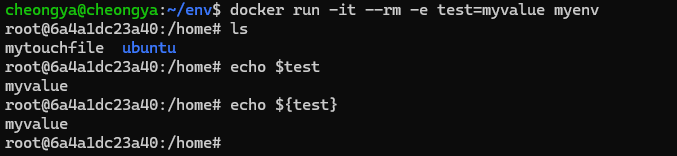 cheongya@cheongya:~/env$ docker run -it --rm -e test=myvalue myenv
root@6a4a1dc23a40:/home# ls
mytouchfile  ubuntu
root@6a4a1dc23a40:/home# echo $test
myvalue
root@6a4a1dc23a40:/home# echo ${test}
myvalue
root@6a4a1dc23a40:/home#